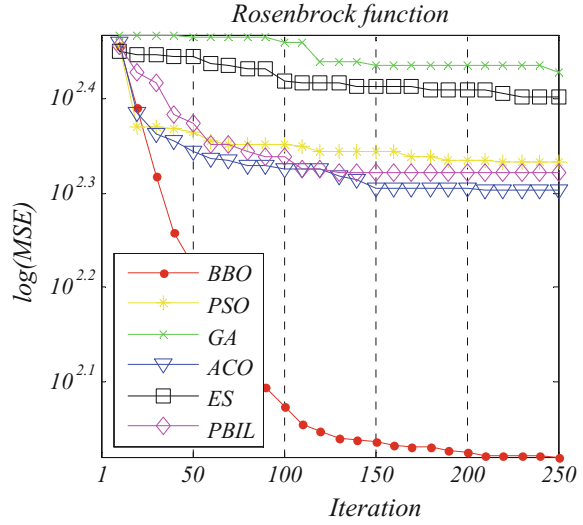 Rosenbrock function
log(MSE)
10^2.4
10^2.3
10^2.2
10^2.1
BBO
PSO
GA
ACO
ES
PBIL
1 50 100 150 200 250
Iteration